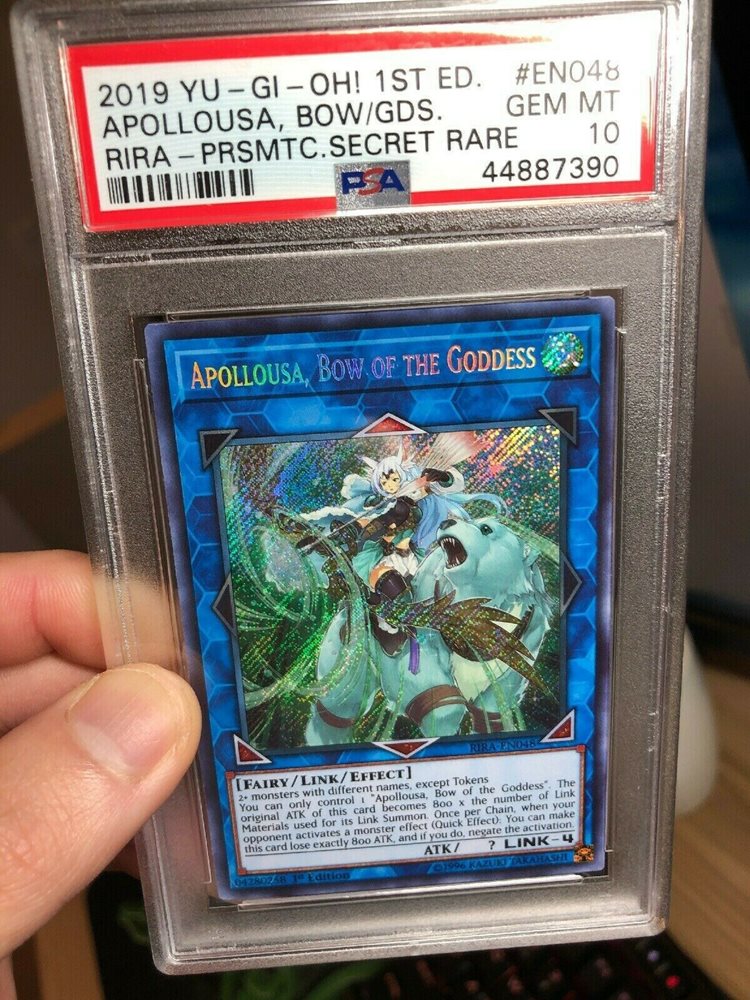 2019 YU-GI-OH! 1ST ED. #EN048
APOLLOUSA, BOW/GDS. GEM MT
RIRA-PRSMTC.SECRET RARE 10
PSA 44887390
APOLLOUSA, BOW OF THE GODDESS
RIRA-EN048
[FAIRY/LINK/EFFECT]
2+ monsters with different names, except Tokens
You can only control 1 "Apollousa, Bow of the Goddess". The
original ATK of this card becomes 800 x the number of Link
Materials used for its Link Summon. Once per Chain, when your
opponent activates a monster effect (Quick Effect): You can make
this card lose exactly 800 ATK, and if you do, negate the activation.
ATK/ ? LINK-4
1st Edition ©1996 KAZUKI TAKAHASHI